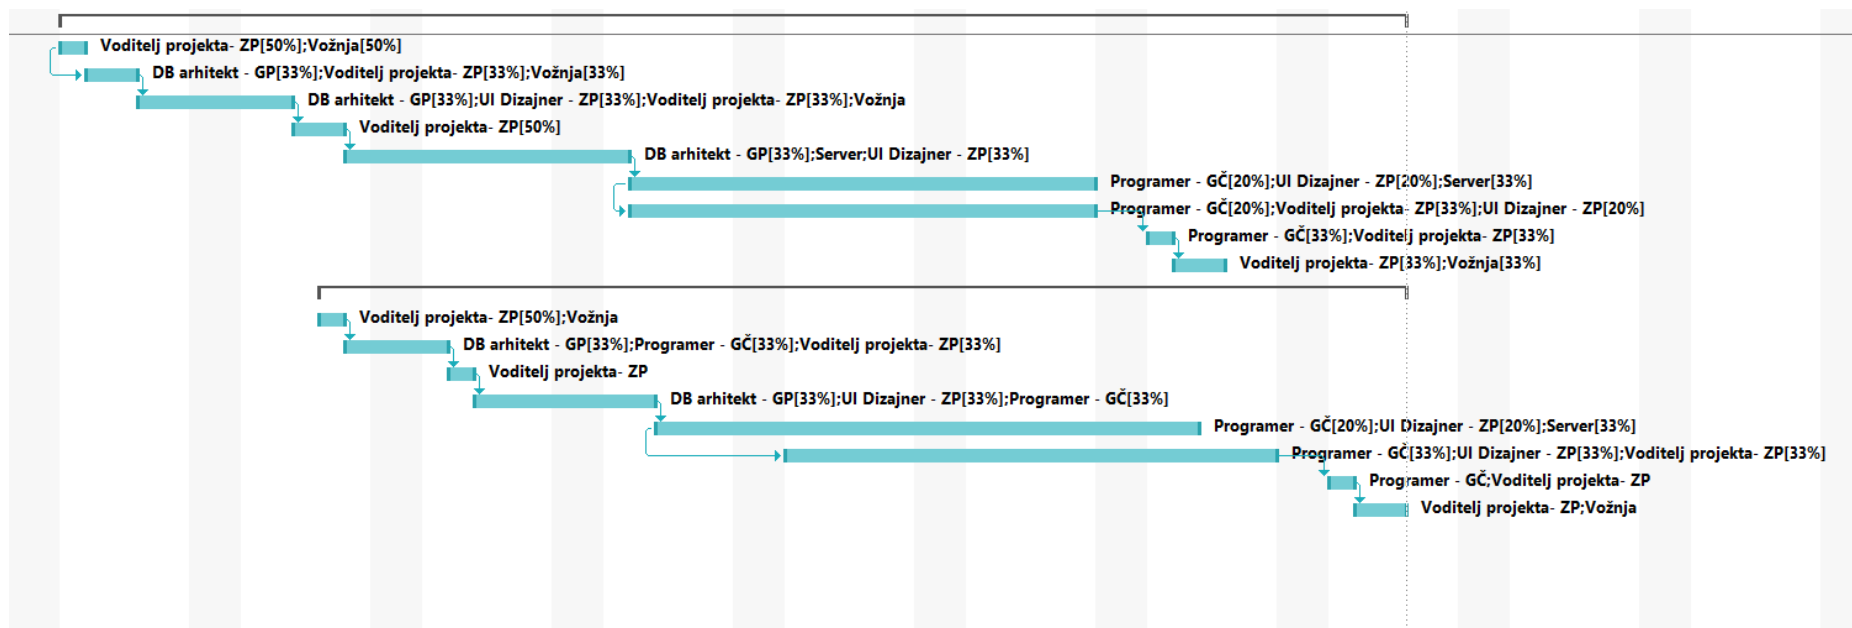 Voditelj projekta- ZP[50%];Vožnja[50%]
DB arhitekt - GP[33%];Voditelj projekta- ZP[33%];Vožnja[33%]
DB arhitekt - GP[33%];UI Dizajner - ZP[33%];Voditelj projekta- ZP[33%];Vožnja
Voditelj projekta- ZP[50%]
DB arhitekt - GP[33%];Server;UI Dizajner - ZP[33%]
Programer - GČ[20%];UI Dizajner - ZP[20%];Server[33%]
Programer - GČ[20%];Voditelj projekta- ZP[33%];UI Dizajner - ZP[20%]
Programer - GČ[33%];Voditelj projekta- ZP[33%]
Voditelj projekta- ZP[33%];Vožnja[33%]
Voditelj projekta- ZP[50%];Vožnja
DB arhitekt - GP[33%];Programer - GČ[33%];Voditelj projekta- ZP[33%]
Voditelj projekta- ZP
DB arhitekt - GP[33%];UI Dizajner - ZP[33%];Programer - GČ[33%]
Programer - GČ[20%];UI Dizajner - ZP[20%];Server[33%]
Programer - GČ[33%];UI Dizajner - ZP[33%];Voditelj projekta- ZP[33%]
Programer - GČ;Voditelj projekta- ZP
Voditelj projekta- ZP;Vožnja